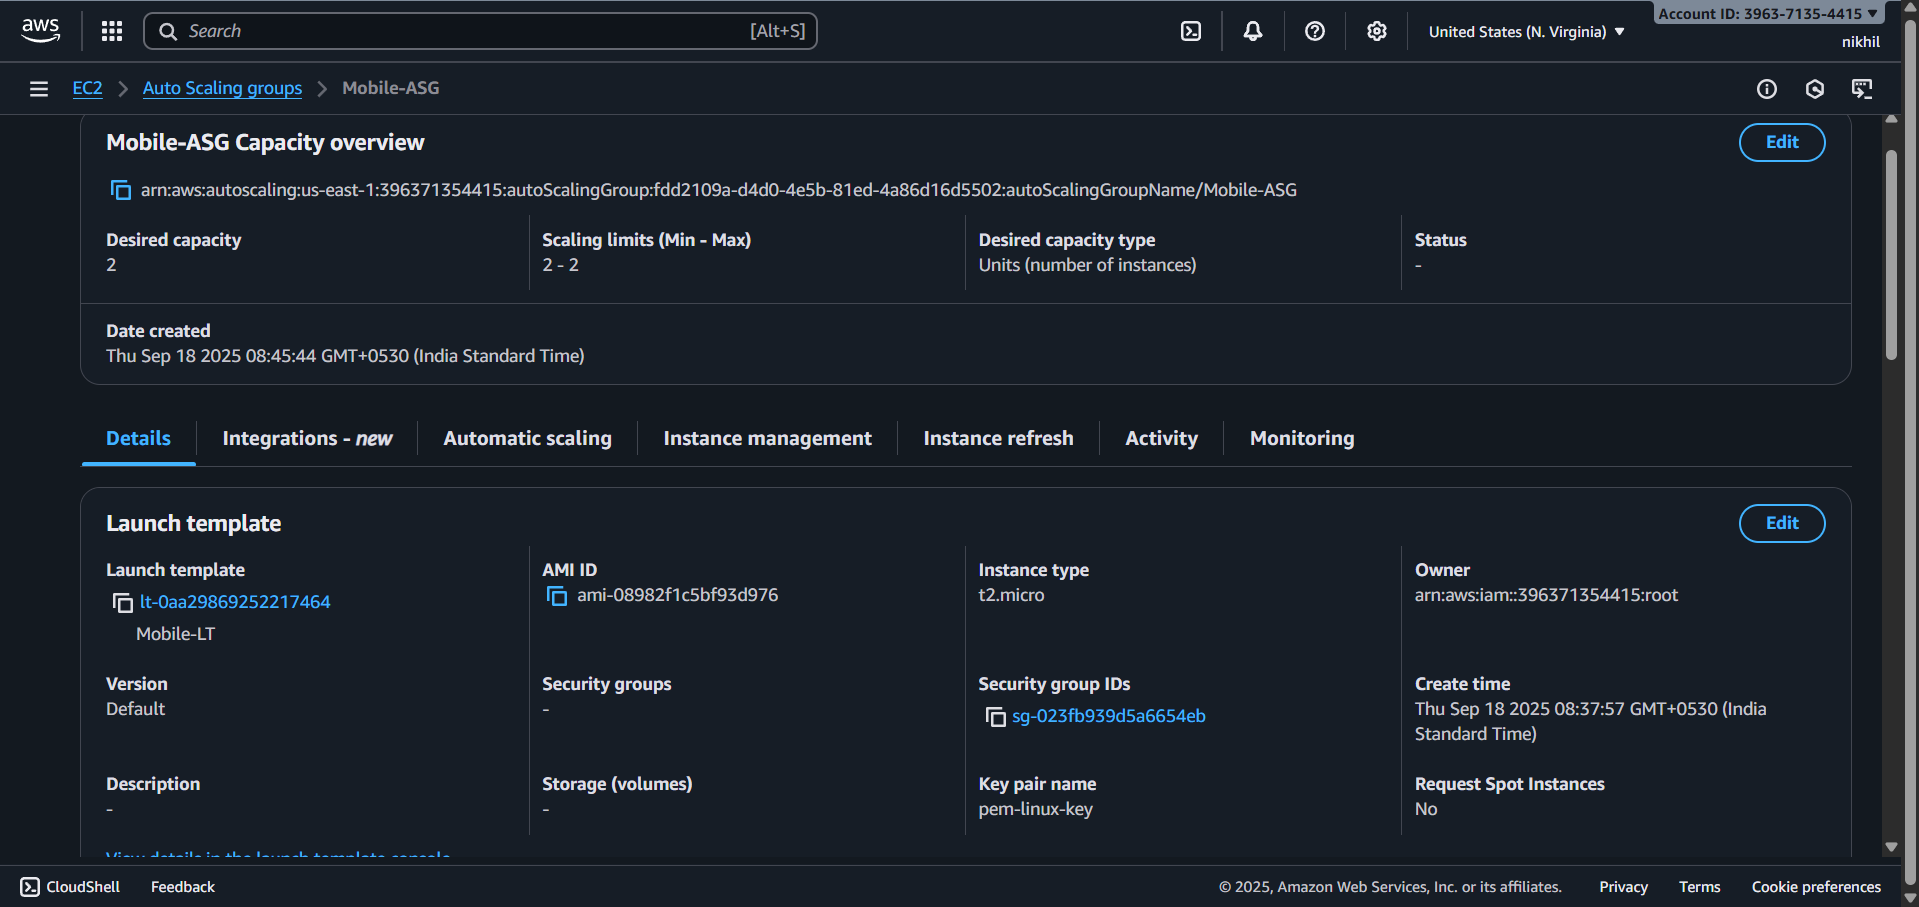 aws
Search [Alt+S]
United States (N. Virginia)
Account ID: 3963-7135-4415
nikhil
EC2
Auto Scaling groups
Mobile-ASG
Mobile-ASG Capacity overview
Edit
arn:aws:autoscaling:us-east-1:396371354415:autoScalingGroup:fdd2109a-d4d0-4e5b-81ed-4a86d16d5502:autoScalingGroupName/Mobile-ASG
Desired capacity
2
Scaling limits (Min - Max)
2 - 2
Desired capacity type
Units (number of instances)
Status
-
Date created
Thu Sep 18 2025 08:45:44 GMT+0530 (India Standard Time)
Details
Integrations - new
Automatic scaling
Instance management
Instance refresh
Activity
Monitoring
Launch template
Edit
Launch template
lt-0aa29869252217464
Mobile-LT
AMI ID
ami-08982f1c5bf93d976
Instance type
t2.micro
Owner
arn:aws:iam::396371354415:root
Version
Default
Security groups
-
Security group IDs
sg-023fb939d5a6654eb
Create time
Thu Sep 18 2025 08:37:57 GMT+0530 (India
Standard Time)
Description
-
Storage (volumes)
-
Key pair name
pem-linux-key
Request Spot Instances
No
View details in the launch template console
CloudShell
Feedback
© 2025, Amazon Web Services, Inc. or its affiliates.
Privacy
Terms
Cookie preferences